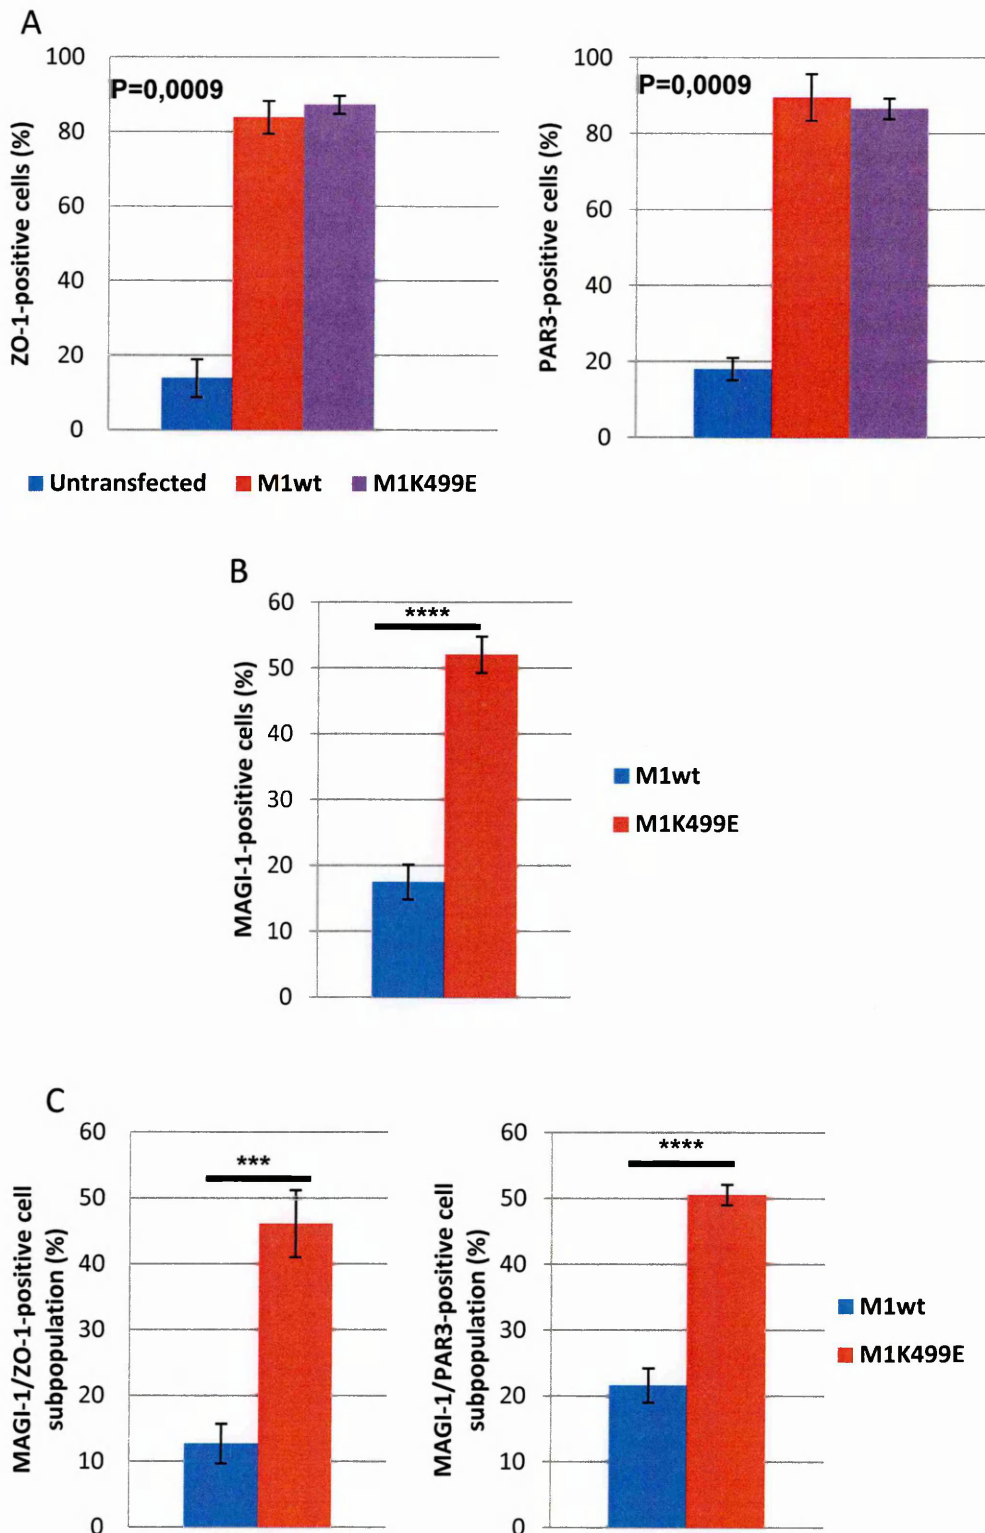 A
100
80
60
40
20
0
ZO-1-positive cells (%)
P=0,0009
100
80
60
40
20
0
PAR3-positive cells (%)
P=0,0009
Untransfected M1wt M1K499E
B
60
50
40
30
20
10
0
MAGI-1-positive cells (%)
****
M1wt
M1K499E
C
60
50
40
30
20
10
0
MAGI-1/ZO-1-positive cell
subpopulation (%)
***
60
50
40
30
20
10
0
MAGI-1/PAR3-positive cell
subpopulation (%)
****
M1wt
M1K499E